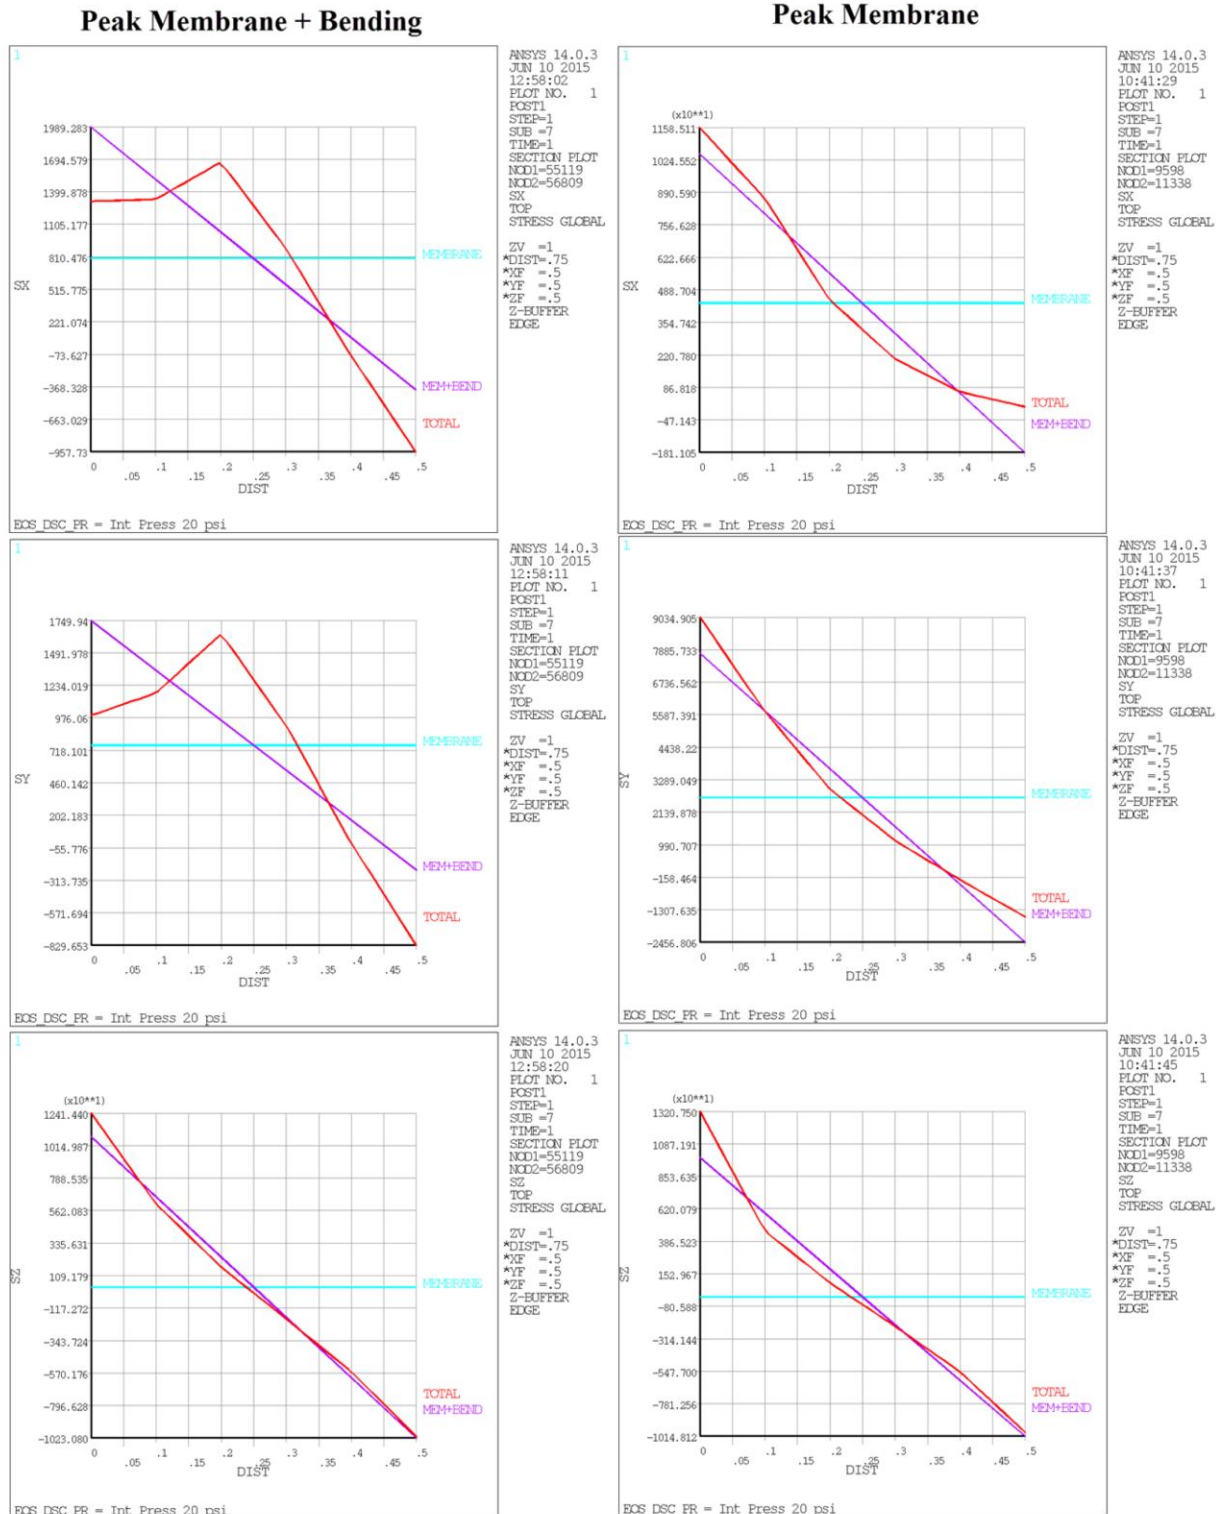 Peak Membrane + Bending
Peak Membrane
1
ANSYS 14.0.3
JUN 10 2015
12:58:02
PLOT NO. 1
POST1
STEP=1
SUB =7
TIME=1
SECTION PLOT
NOD1=55119
NOD2=56809
SX
TOP
STRESS GLOBAL
ZV =1
*DIST=.75
*XF =.5
*YF =.5
*ZF =.5
Z-BUFFER
EDGE
1989.283
1694.579
1399.878
1105.177
810.476
515.775
221.074
-73.627
-368.328
-663.029
-957.73
SX
MEMBRANE
MEM+BEND
TOTAL
0 .1 .2 .3 .4 .5
.05 .15 .25 .35 .45
DIST
EOS_DSC_PR = Int Press 20 psi
1
ANSYS 14.0.3
JUN 10 2015
10:41:29
PLOT NO. 1
POST1
STEP=1
SUB =7
TIME=1
SECTION PLOT
NOD1=9598
NOD2=11338
SX
TOP
STRESS GLOBAL
ZV =1
*DIST=.75
*XF =.5
*YF =.5
*ZF =.5
Z-BUFFER
EDGE
(x10**1)
1158.511
1024.552
890.590
756.628
622.666
488.704
354.742
220.780
86.818
-47.143
-181.105
SX
MEMBRANE
TOTAL
MEM+BEND
0 .1 .2 .3 .4 .5
.05 .15 .25 .35 .45
DIST
EOS_DSC_PR = Int Press 20 psi
1
ANSYS 14.0.3
JUN 10 2015
12:58:11
PLOT NO. 1
POST1
STEP=1
SUB =7
TIME=1
SECTION PLOT
NOD1=55119
NOD2=56809
SY
TOP
STRESS GLOBAL
ZV =1
*DIST=.75
*XF =.5
*YF =.5
*ZF =.5
Z-BUFFER
EDGE
1749.94
1491.978
1234.019
976.06
718.101
460.142
202.183
-55.776
-313.735
-571.694
-829.653
SY
MEMBRANE
MEM+BEND
TOTAL
0 .1 .2 .3 .4 .5
.05 .15 .25 .35 .45
DIST
EOS_DSC_PR = Int Press 20 psi
1
ANSYS 14.0.3
JUN 10 2015
10:41:37
PLOT NO. 1
POST1
STEP=1
SUB =7
TIME=1
SECTION PLOT
NOD1=9598
NOD2=11338
SY
TOP
STRESS GLOBAL
ZV =1
*DIST=.75
*XF =.5
*YF =.5
*ZF =.5
Z-BUFFER
EDGE
9034.905
7885.733
6736.562
5587.391
4438.22
3289.049
2139.878
990.707
-158.464
-1307.635
-2456.806
SY
MEMBRANE
TOTAL
MEM+BEND
0 .1 .2 .3 .4 .5
.05 .15 .25 .35 .45
DIST
EOS_DSC_PR = Int Press 20 psi
1
ANSYS 14.0.3
JUN 10 2015
12:58:20
PLOT NO. 1
POST1
STEP=1
SUB =7
TIME=1
SECTION PLOT
NOD1=55119
NOD2=56809
SZ
TOP
STRESS GLOBAL
ZV =1
*DIST=.75
*XF =.5
*YF =.5
*ZF =.5
Z-BUFFER
EDGE
(x10**1)
1241.440
1014.987
788.535
562.083
335.631
109.179
-117.272
-343.724
-570.176
-796.628
-1023.080
SZ
MEMBRANE
TOTAL
MEM+BEND
0 .1 .2 .3 .4 .5
.05 .15 .25 .35 .45
DIST
EOS_DSC_PR = Int Press 20 psi
1
ANSYS 14.0.3
JUN 10 2015
10:41:45
PLOT NO. 1
POST1
STEP=1
SUB =7
TIME=1
SECTION PLOT
NOD1=9598
NOD2=11338
SZ
TOP
STRESS GLOBAL
ZV =1
*DIST=.75
*XF =.5
*YF =.5
*ZF =.5
Z-BUFFER
EDGE
(x10**1)
1320.750
1087.191
853.635
620.079
386.523
152.967
-80.588
-314.144
-547.700
-781.256
-1014.812
SZ
MEMBRANE
TOTAL
MEM+BEND
0 .1 .2 .3 .4 .5
.05 .15 .25 .35 .45
DIST
EOS_DSC_PR = Int Press 20 psi